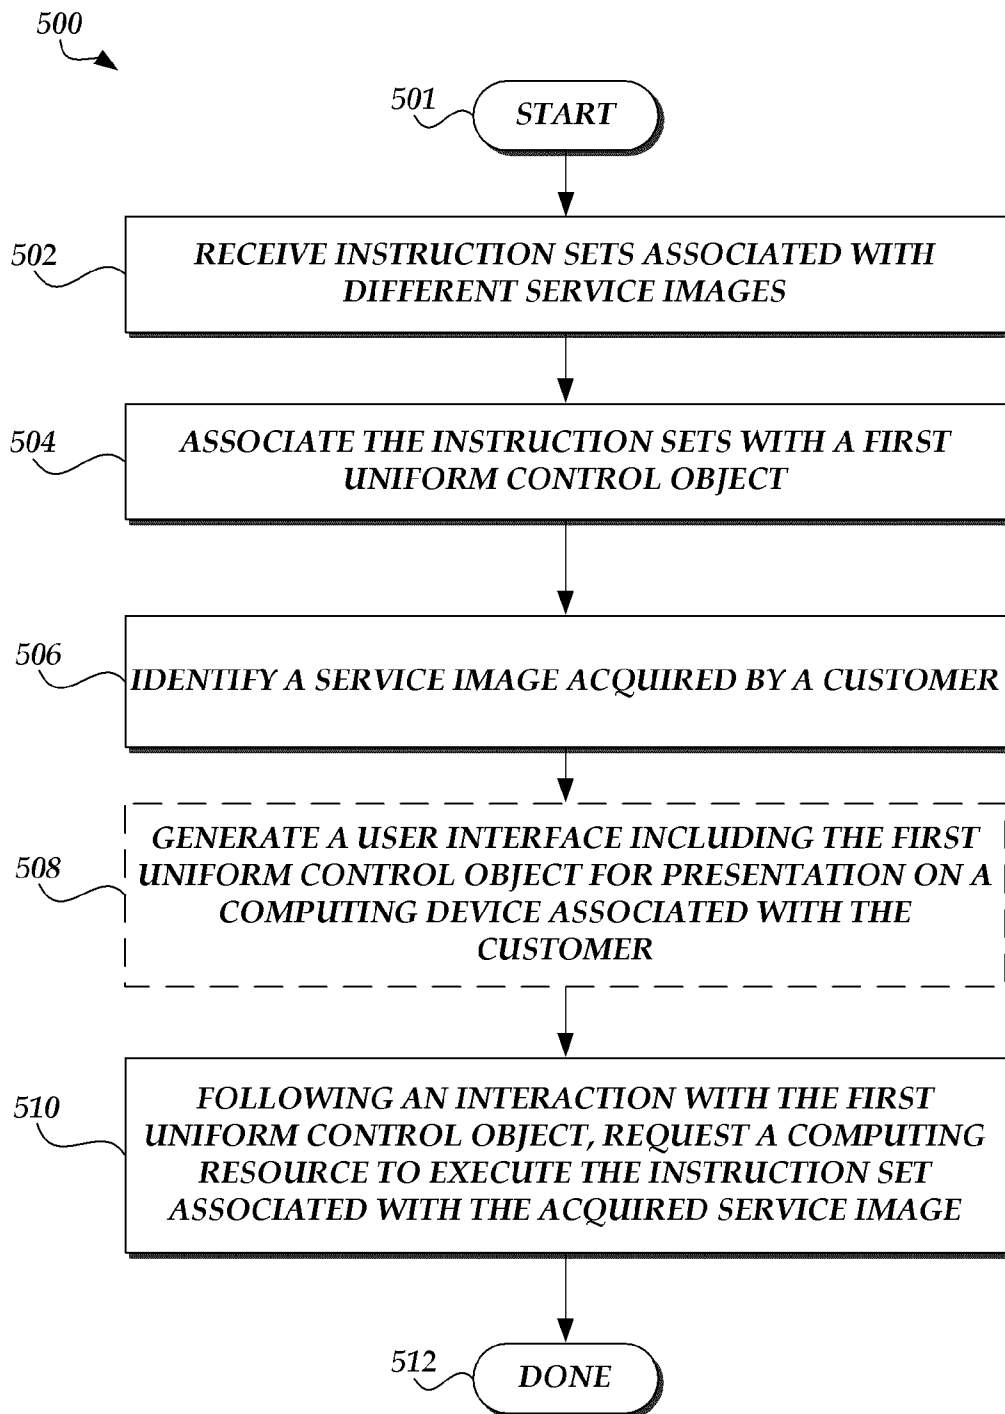 500
501
START
502
RECEIVE INSTRUCTION SETS ASSOCIATED WITH
DIFFERENT SERVICE IMAGES
504
ASSOCIATE THE INSTRUCTION SETS WITH A FIRST
UNIFORM CONTROL OBJECT
506
IDENTIFY A SERVICE IMAGE ACQUIRED BY A CUSTOMER
508
GENERATE A USER INTERFACE INCLUDING THE FIRST
UNIFORM CONTROL OBJECT FOR PRESENTATION ON A
COMPUTING DEVICE ASSOCIATED WITH THE
CUSTOMER
510
FOLLOWING AN INTERACTION WITH THE FIRST
UNIFORM CONTROL OBJECT, REQUEST A COMPUTING
RESOURCE TO EXECUTE THE INSTRUCTION SET
ASSOCIATED WITH THE ACQUIRED SERVICE IMAGE
512
DONE